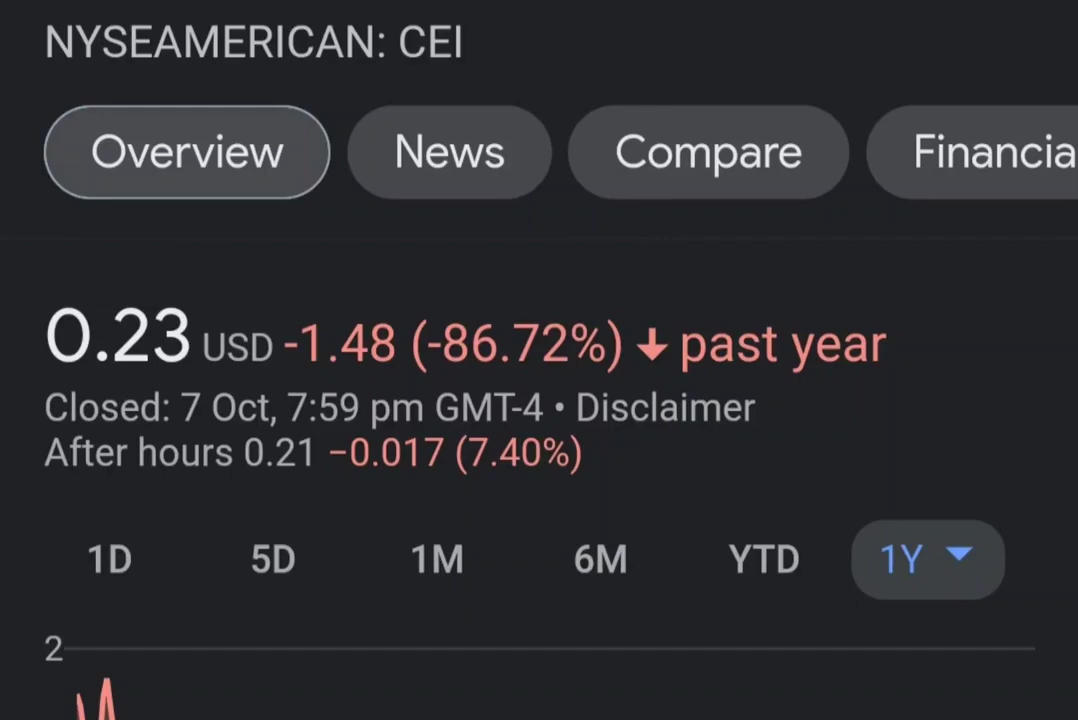 NYSEAMERICAN: CEI
Overview News Compare Financia
0.23 USD -1.48 (-86.72%) ↓ past year
Closed: 7 Oct, 7:59 pm GMT-4 • Disclaimer
After hours 0.21 −0.017 (7.40%)
1D 5D 1M 6M YTD 1Y
2